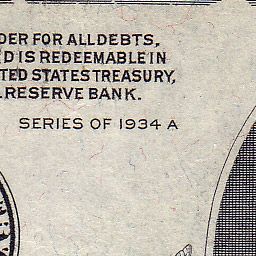 DER FOR ALL DEBTS,
D IS REDEEMABLE IN
TED STATES TREASURY,
RESERVE BANK.
SERIES OF 1934 A